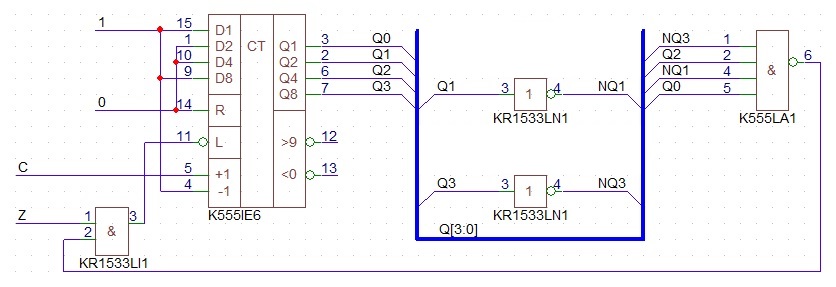 1
0
C
Z
15
1
10
9
14
11
5
4
D1
D2
D4
D8
R
L
+1
-1
CT
Q1
Q2
Q4
Q8
>9
<0
3
2
6
7
12
13
K555IE6
Q0
Q1
Q2
Q3
1
2
&
3
KR1533LI1
Q1
3
1
4
NQ1
KR1533LN1
Q3
3
1
4
NQ3
KR1533LN1
Q[3:0]
NQ3
Q2
NQ1
Q0
1
2
4
5
&
6
K555LA1